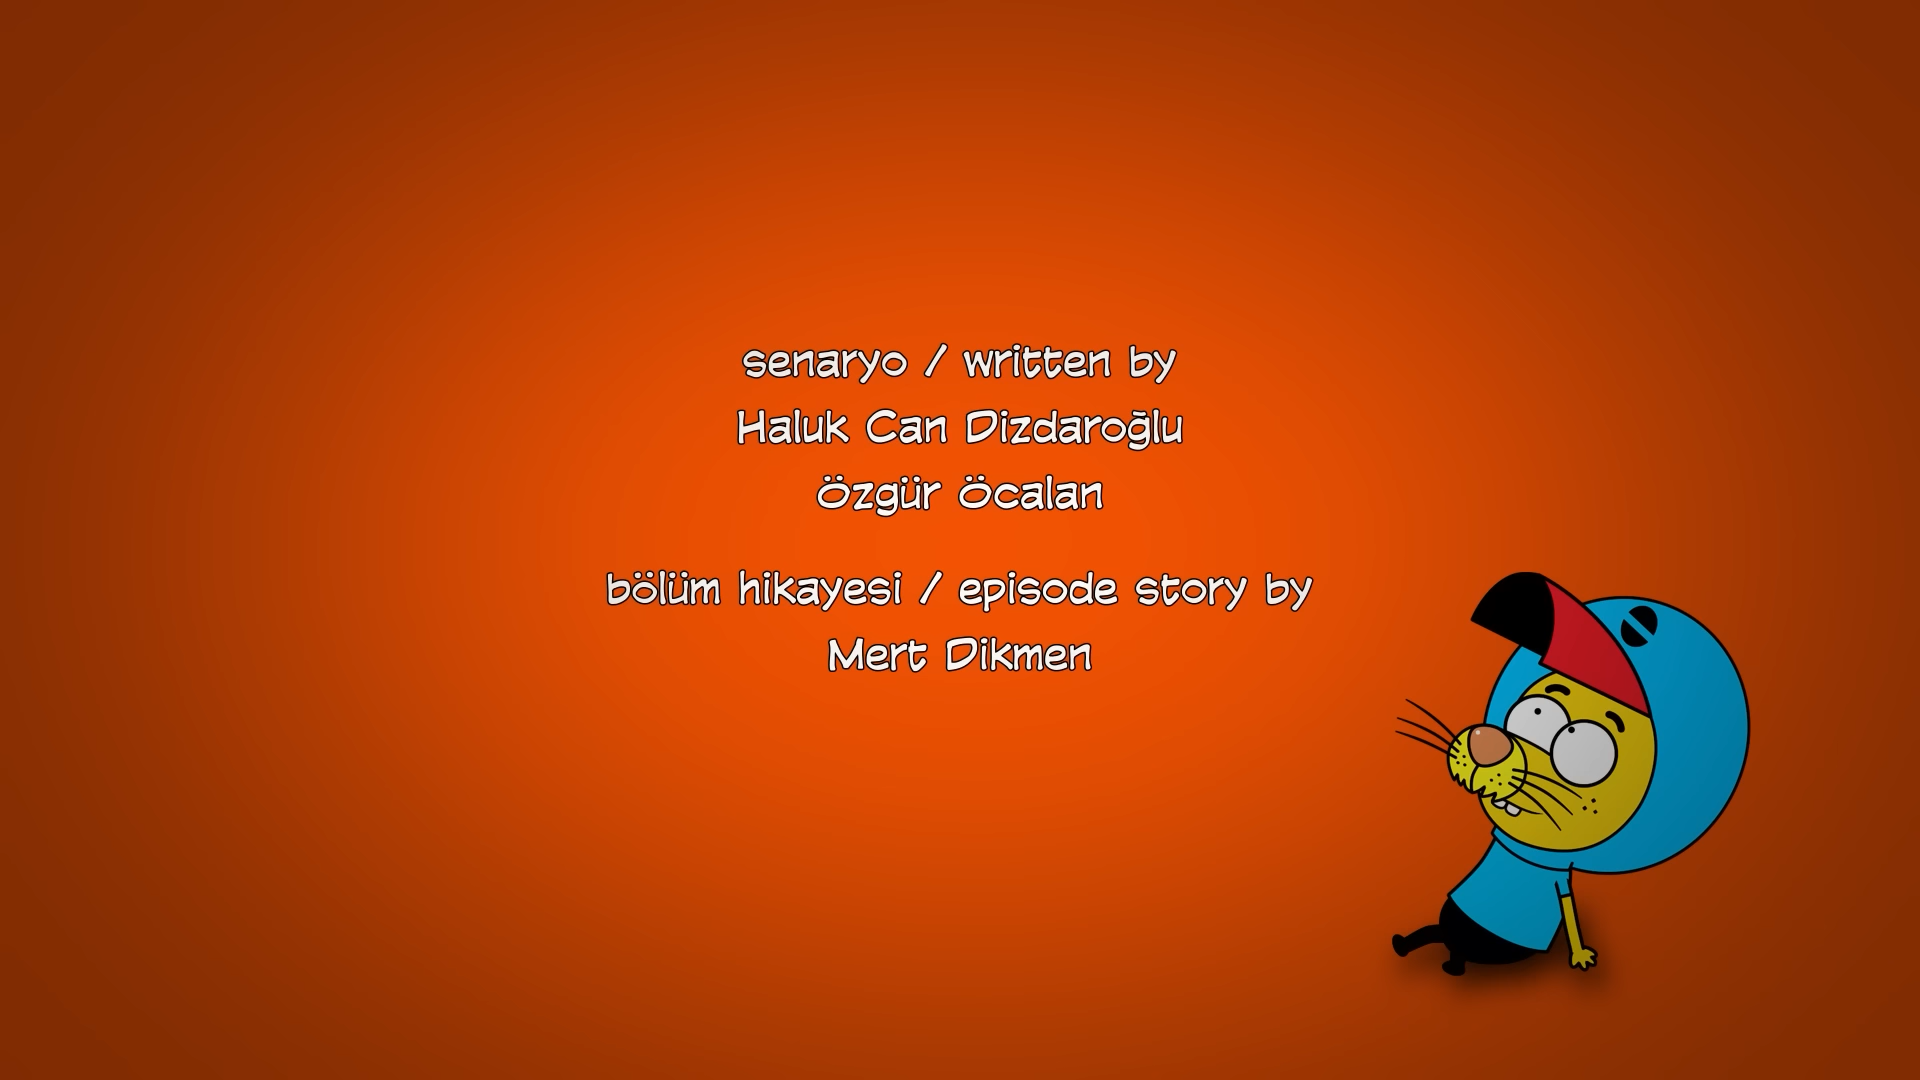 senaryo / written by
Haluk Can Dizdaroğlu
Özgür Öcalan
bölüm hikayesi / episode story by
Mert Dikmen